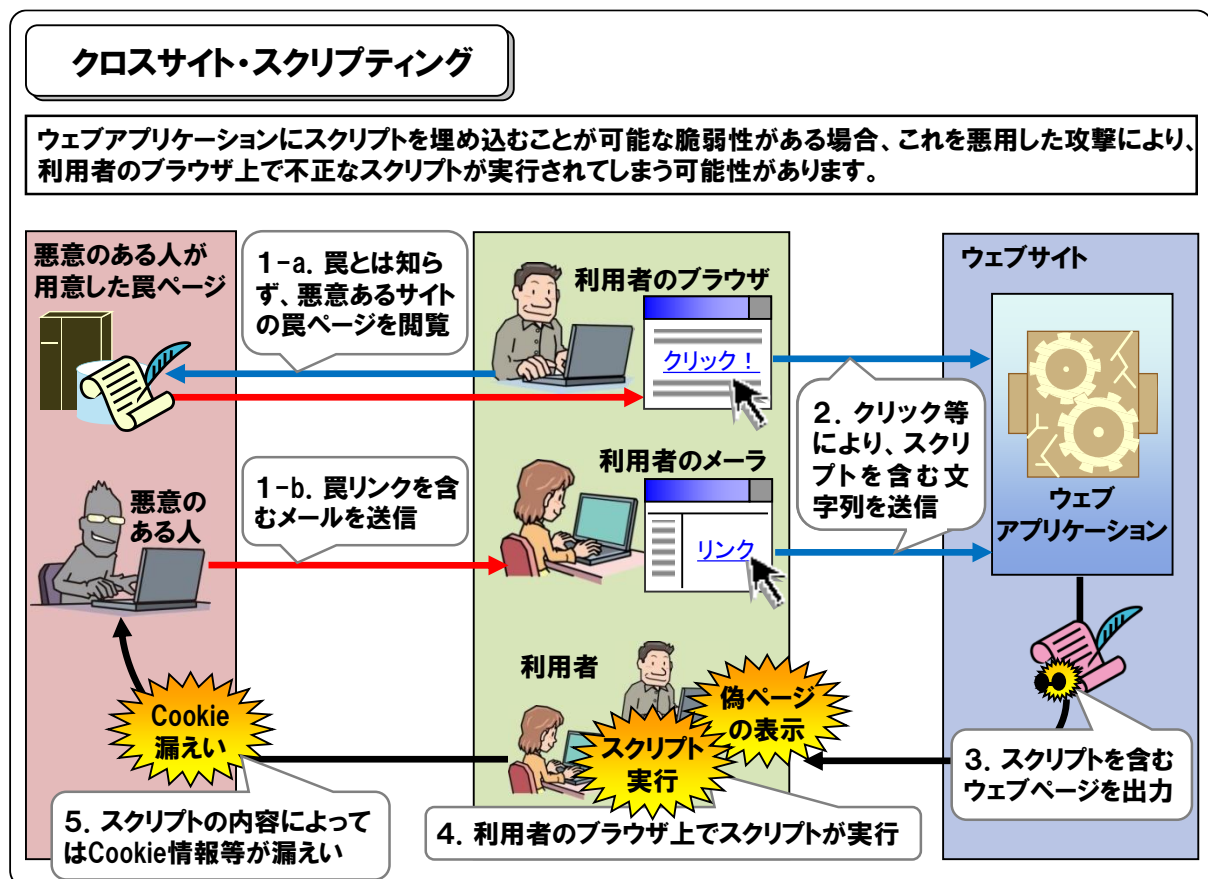 クロスサイト・スクリプティング
ウェブアプリケーションにスクリプトを埋め込むことが可能な脆弱性がある場合、これを悪用した攻撃により、
利用者のブラウザ上で不正なスクリプトが実行されてしまう可能性があります。
悪意のある人が
用意した罠ページ
1-a. 罠とは知ら
ず、悪意あるサイト
の罠ページを閲覧
利用者のブラウザ
クリック！
ウェブサイト
2. クリック等
により、スクリ
プトを含む文
字列を送信
ウェブ
アプリケーション
悪意の
ある人
1-b. 罠リンクを含
むメールを送信
利用者のメーラ
リンク
利用者
偽ページ
の表示
スクリプト
実行
Cookie
漏えい
3. スクリプトを含む
ウェブページを出力
4. 利用者のブラウザ上でスクリプトが実行
5. スクリプトの内容によって
はCookie情報等が漏えい